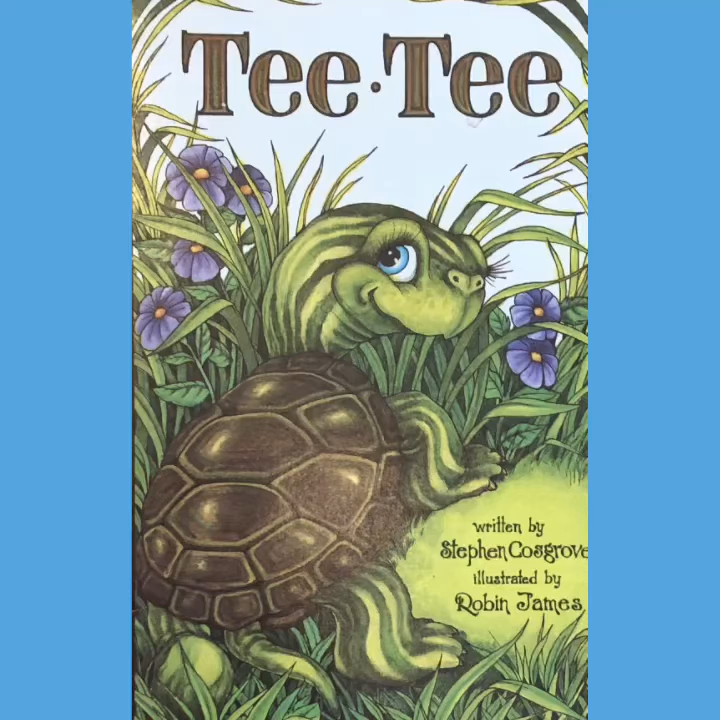 Tee·Tee
written by
Stephen Cosgrove
illustrated by
Robin James